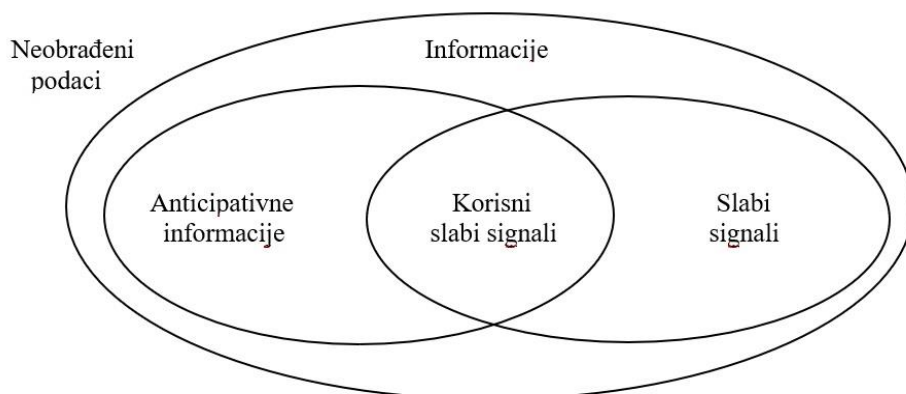 Neobrađeni
podaci
Informacije
Anticipativne
informacije
Korisni
slabi signali
Slabi
signali